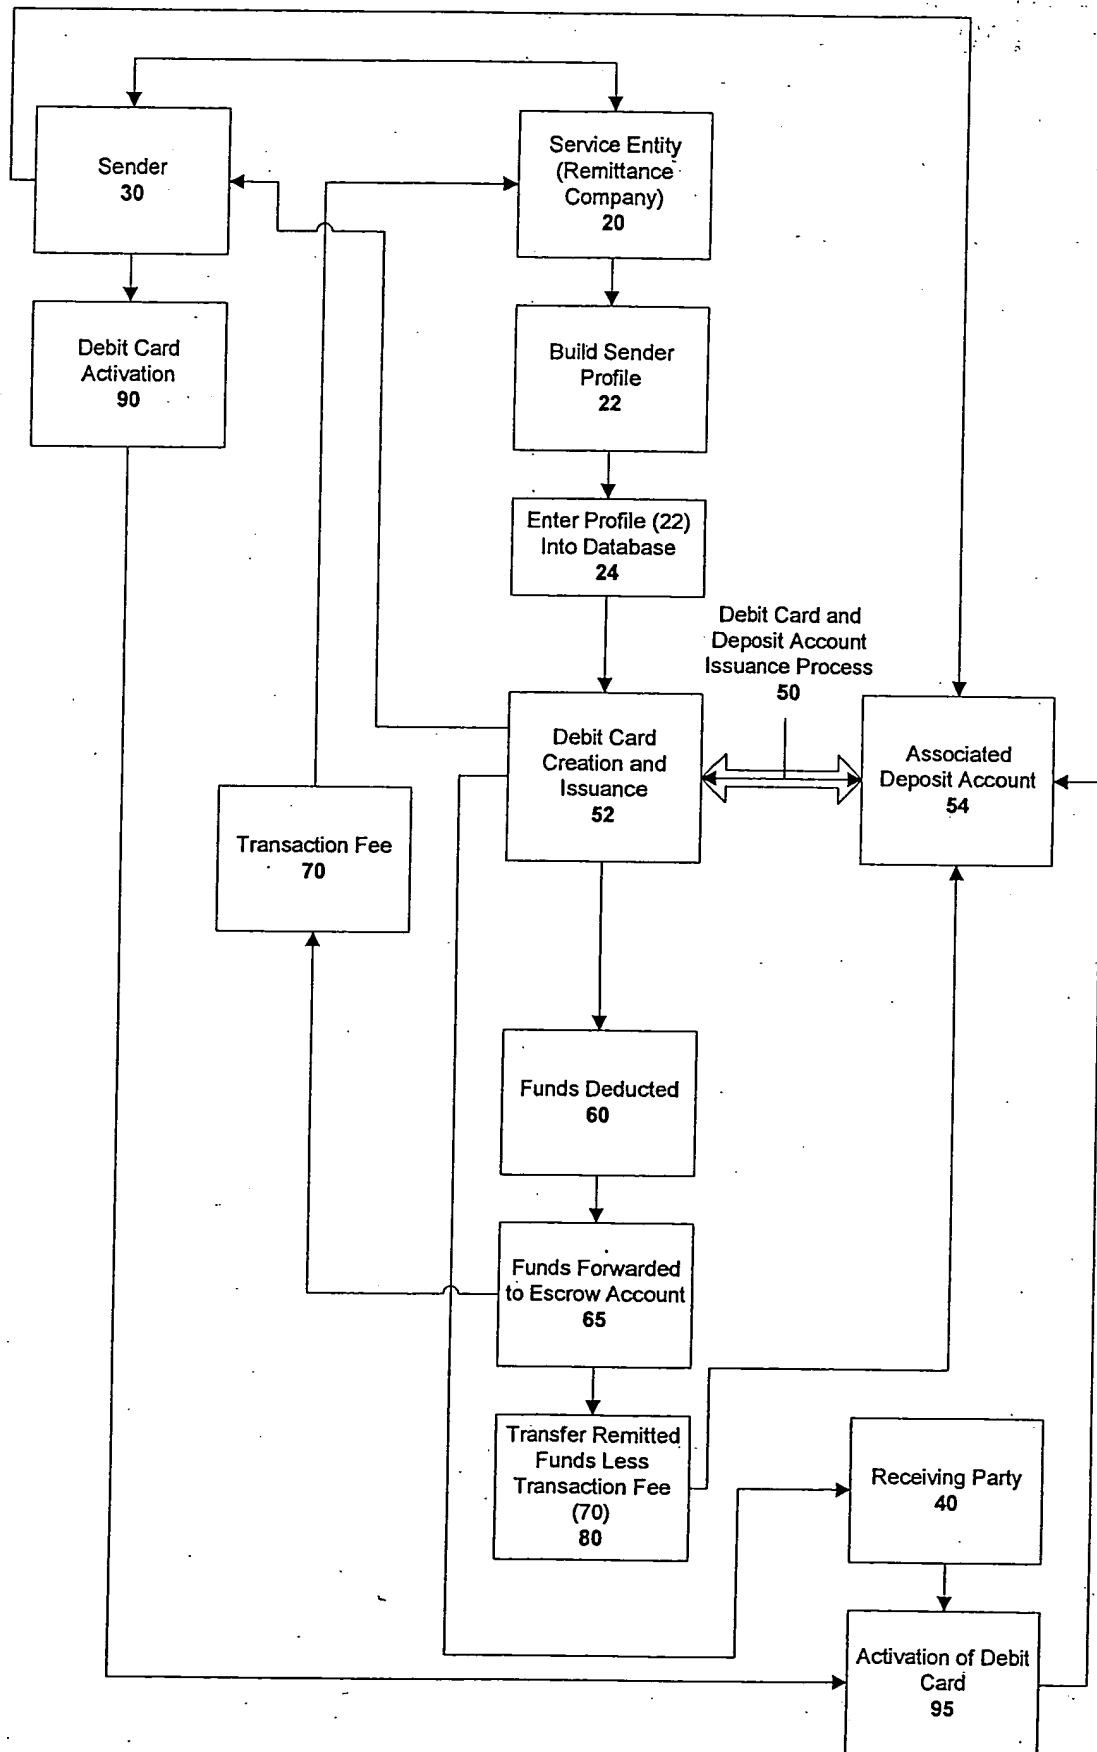 Sender
30
Service Entity
(Remittance
Company)
20
Debit Card
Activation
90
Build Sender
Profile
22
Enter Profile (22)
Into Database
24
Debit Card and
Deposit Account
Issuance Process
50
Debit Card
Creation and
Issuance
52
Associated
Deposit Account
54
Transaction Fee
70
Funds Deducted
60
Funds Forwarded
to Escrow Account
65
Transfer Remitted
Funds Less
Transaction Fee
(70)
80
Receiving Party
40
Activation of Debit
Card
95